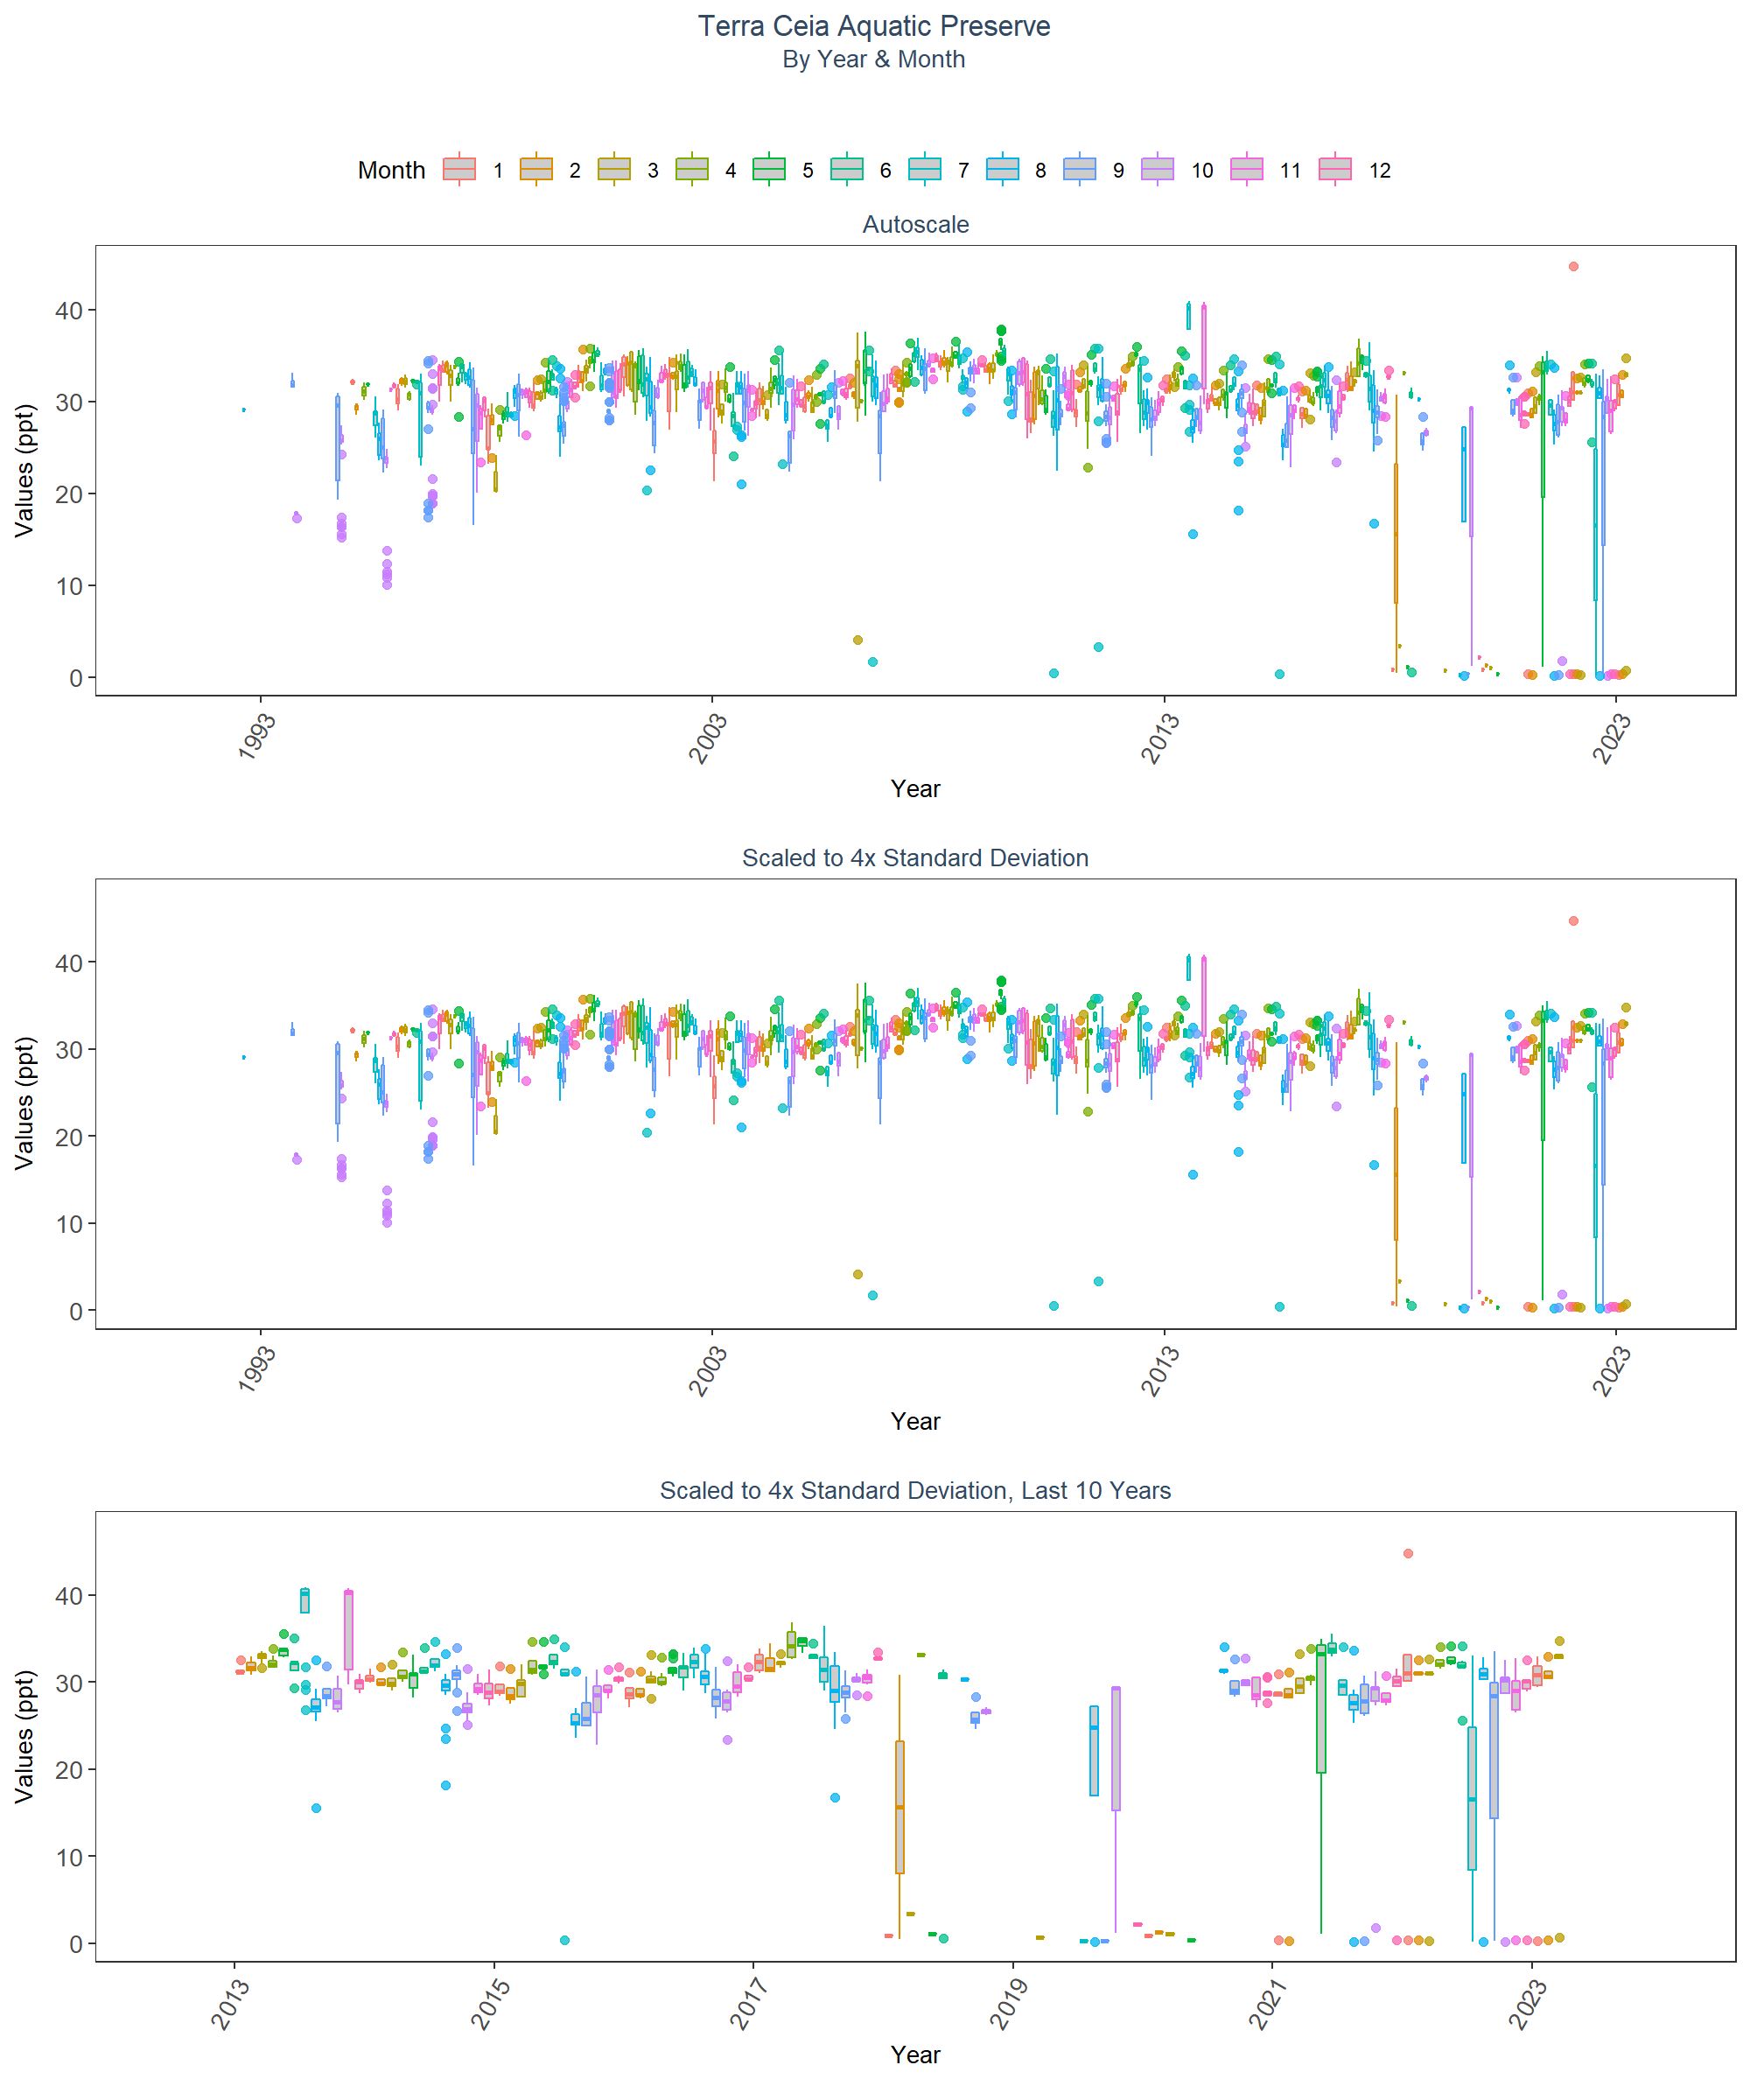 Terra Ceia Aquatic Preserve
By Year & Month
Month 1 2 3 4 5 6 7 8 9 10 11 12
Autoscale
Values (ppt)
40
30
20
10
0
1993 2003 2013 2023
Year
Scaled to 4x Standard Deviation
Values (ppt)
40
30
20
10
0
1993 2003 2013 2023
Year
Scaled to 4x Standard Deviation, Last 10 Years
Values (ppt)
40
30
20
10
0
2013 2015 2017 2019 2021 2023
Year